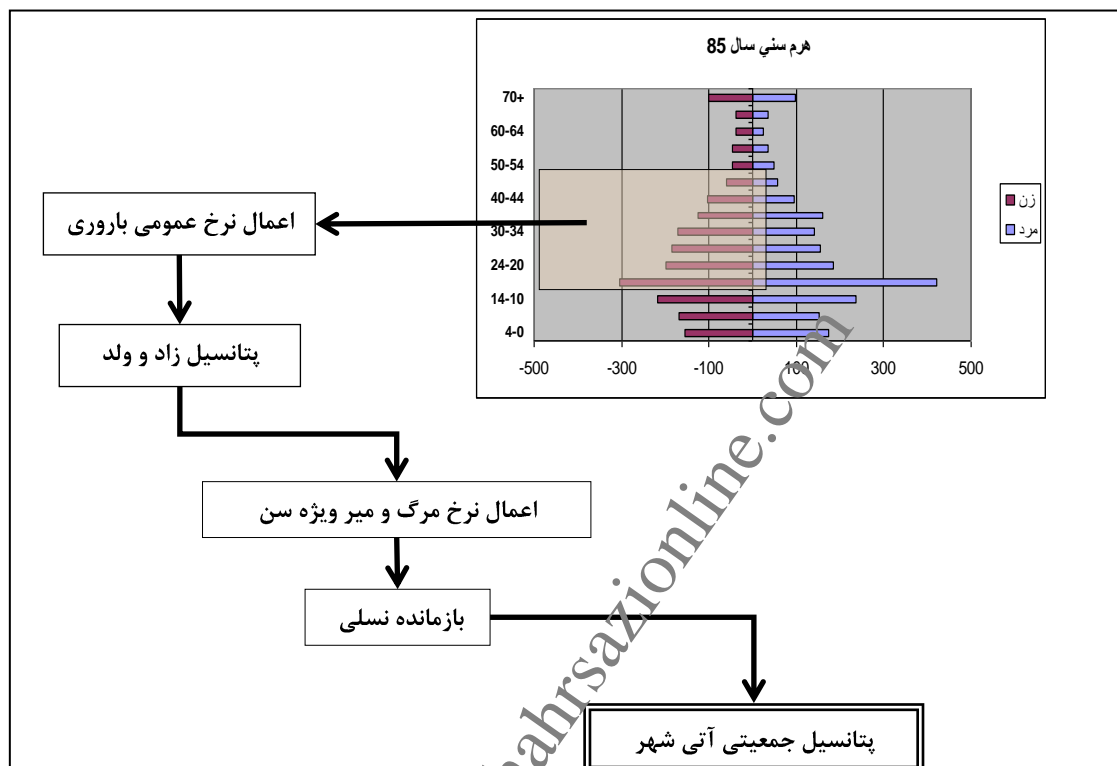 هرم سني سال 85
70+
60-64
50-54
40-44
30-34
24-20
14-10
4-0
-500
-300
-100
100
300
500
زن
مرد
اعمال نرخ عمومی باروری
پتانسیل زاد و ولد
اعمال نرخ مرگ و میر ویژه سن
بازمانده نسلی
پتانسیل جمعیتی آتی شهر
ahrsazionline.com